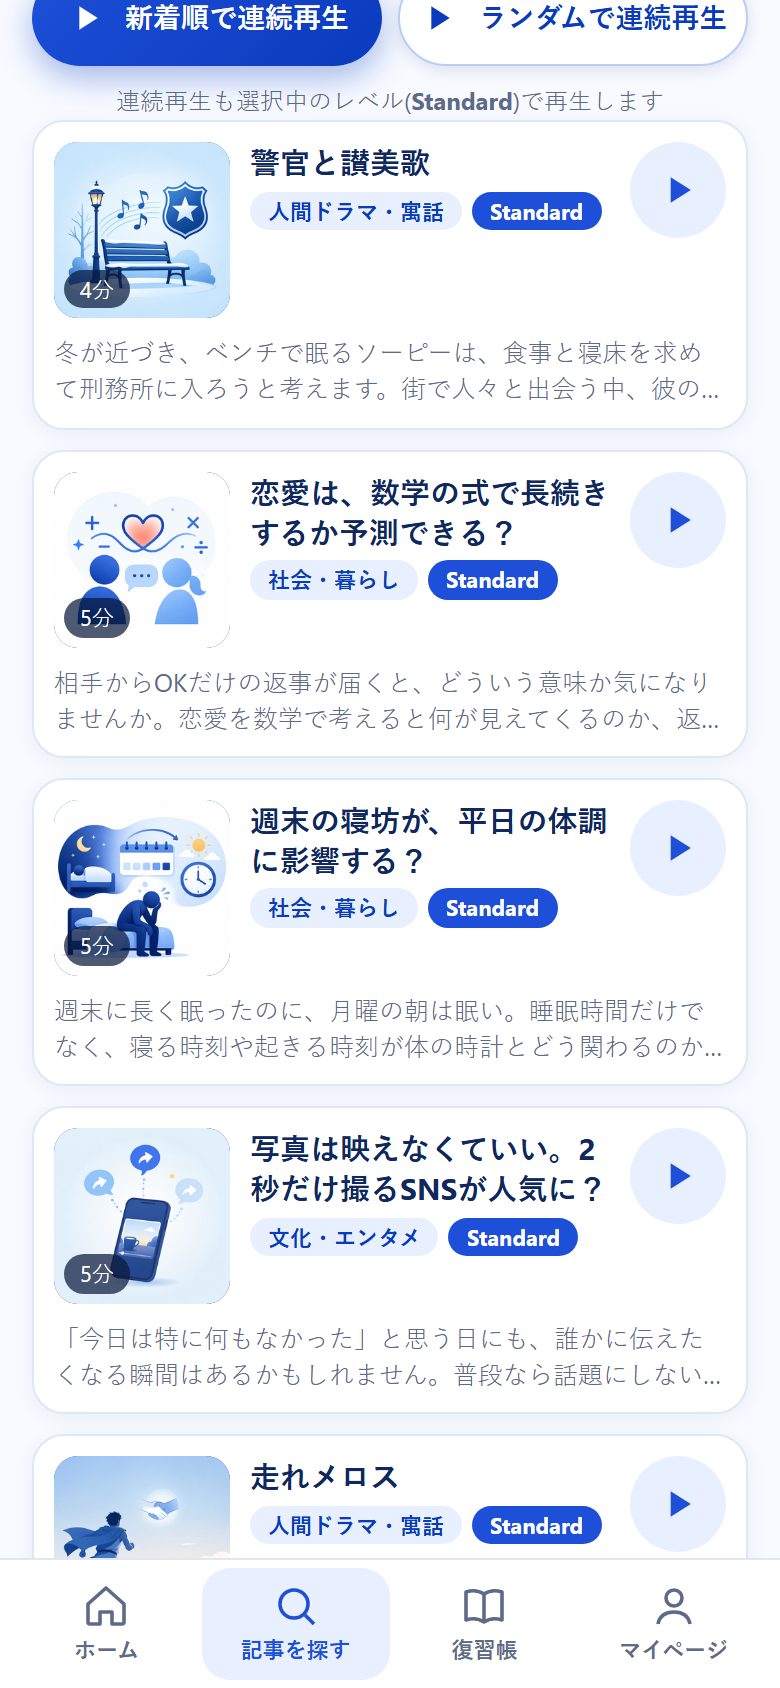 新着順で連続再生
ランダムで連続再生
連続再生も選択中のレベル(Standard)で再生します
警官と讃美歌
人間ドラマ・寓話 Standard
4分
冬が近づき、ベンチで眠るソーピーは、食事と寝床を求め
て刑務所に入ろうと考えます。街で人々と出会う中、彼の...
恋愛は、数学の式で長続き
するか予測できる？
社会・暮らし Standard
5分
相手からOKだけの返事が届くと、どういう意味か気になり
ませんか。恋愛を数学で考えると何が見えてくるのか、返...
週末の寝坊が、平日の体調
に影響する？
社会・暮らし Standard
5分
週末に長く眠ったのに、月曜の朝は眠い。睡眠時間だけで
なく、寝る時刻や起きる時刻が体の時計とどう関わるのか...
写真は映えなくていい。2
秒だけ撮るSNSが人気に？
文化・エンタメ Standard
5分
「今日は特に何もなかった」と思う日にも、誰かに伝えた
くなる瞬間はあるかもしれません。普段なら話題にしない...
走れメロス
人間ドラマ・寓話 Standard
ホーム
記事を探す
復習帳
マイページ